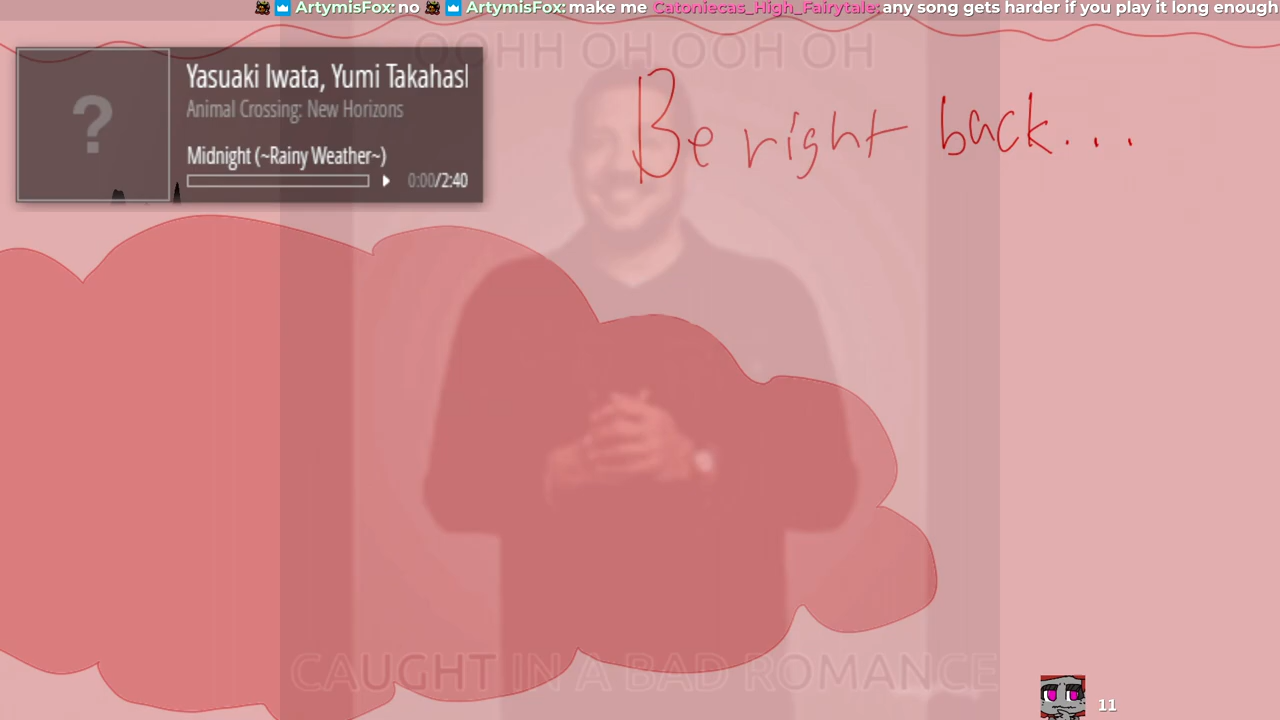 ArtymisFox: no ArtymisFox: make me Catoniecas_High_Fairytale: any song gets harder if you play it long enough
OOHH OH OOH OH
Yasuaki Iwata, Yumi Takahash
Animal Crossing: New Horizons
Midnight (~Rainy Weather~)
0:00/2:40
Be right back...
CAUGHT IN A BAD ROMANCE
11